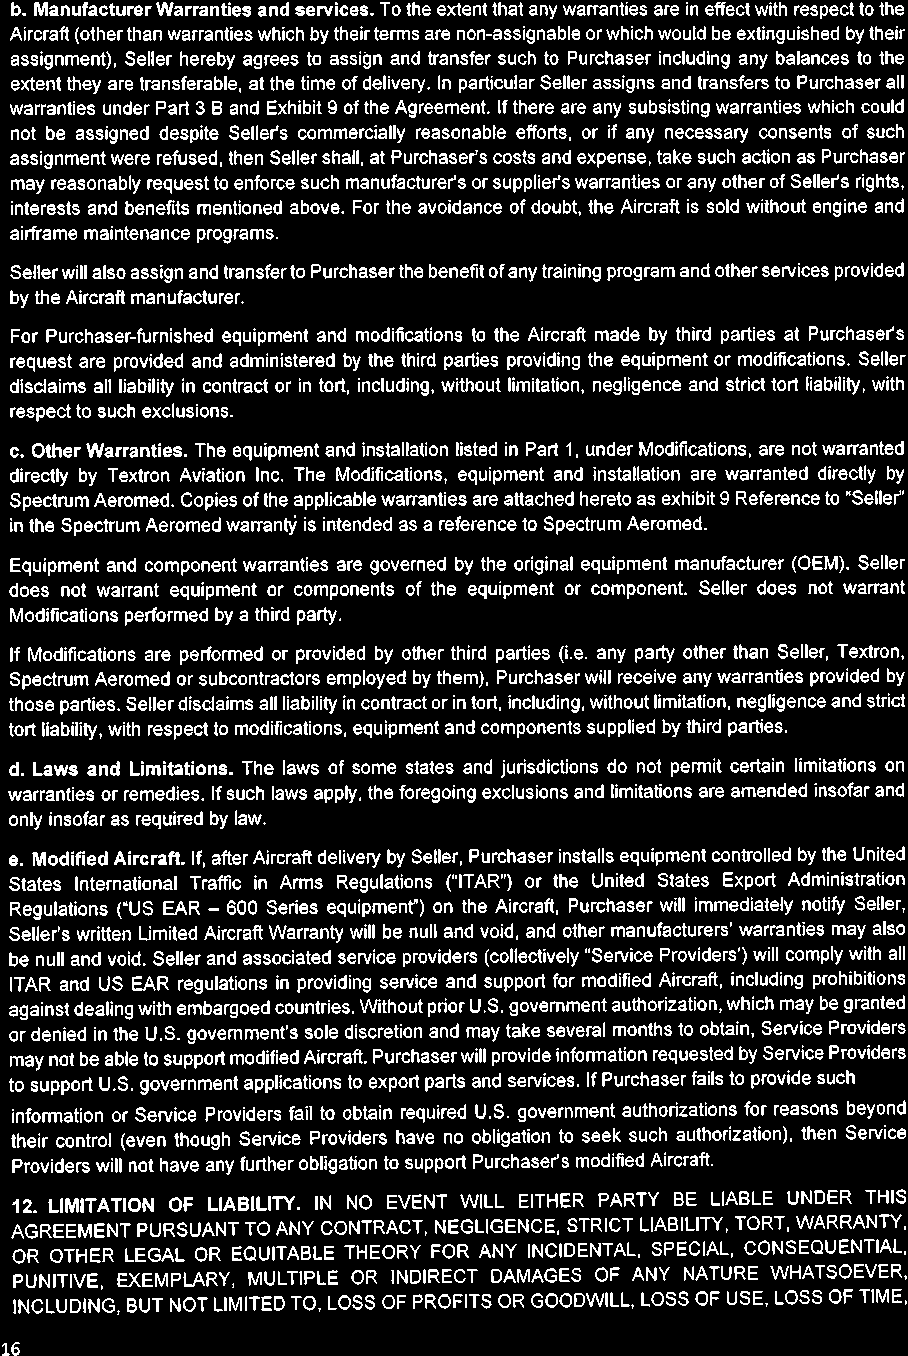 b. Manufacturer Warranties and services. To the extent that any warranties are in effect with respect to the
Aircraft (other than warranties which by their terms are non-assignable or which would be extinguished by their
assignment), Seller hereby agrees to assign and transfer such to Purchaser including any balances to the
extent they are transferable, at the time of delivery. In particular Seller assigns and transfers to Purchaser all
warranties under Part 3 B and Exhibit 9 of the Agreement. If there are any subsisting warranties which could
not be assigned despite Seller's commercially reasonable efforts, or if any necessary consents of such
assignment were refused, then Seller shall, at Purchaser's costs and expense, take such action as Purchaser
may reasonably request to enforce such manufacturer's or supplier's warranties or any other of Seller's rights,
interests and benefits mentioned above. For the avoidance of doubt, the Aircraft is sold without engine and
airframe maintenance programs.
Seller will also assign and transfer to Purchaser the benefit of any training program and other services provided
by the Aircraft manufacturer.
For Purchaser-furnished equipment and modifications to the Aircraft made by third parties at Purchaser's
request are provided and administered by the third parties providing the equipment or modifications. Seller
disclaims all liability in contract or in tort, including, without limitation, negligence and strict tort liability, with
respect to such exclusions.
c. Other Warranties. The equipment and installation listed in Part 1, under Modifications, are not warranted
directly by Textron Aviation Inc. The Modifications, equipment and installation are warranted directly by
Spectrum Aeromed. Copies of the applicable warranties are attached hereto as exhibit 9 Reference to "Seller"
in the Spectrum Aeromed warranty is intended as a reference to Spectrum Aeromed.
Equipment and component warranties are governed by the original equipment manufacturer (OEM). Seller
does not warrant equipment or components of the equipment or component. Seller does not warrant
Modifications performed by a third party.
If Modifications are performed or provided by other third parties (i.e. any party other than Seller, Textron,
Spectrum Aeromed or subcontractors employed by them), Purchaser will receive any warranties provided by
those parties. Seller disclaims all liability in contract or in tort, including, without limitation, negligence and strict
tort liability, with respect to modifications, equipment and components supplied by third parties.
d. Laws and Limitations. The laws of some states and jurisdictions do not permit certain limitations on
warranties or remedies. If such laws apply, the foregoing exclusions and limitations are amended insofar and
only insofar as required by law.
e. Modified Aircraft. If, after Aircraft delivery by Seller, Purchaser installs equipment controlled by the United
States International Traffic in Arms Regulations ("ITAR") or the United States Export Administration
Regulations ("US EAR – 600 Series equipment") on the Aircraft, Purchaser will immediately notify Seller,
Seller's written Limited Aircraft Warranty will be null and void, and other manufacturers' warranties may also
be null and void. Seller and associated service providers (collectively "Service Providers') will comply with all
ITAR and US EAR regulations in providing service and support for modified Aircraft, including prohibitions
against dealing with embargoed countries. Without prior U.S. government authorization, which may be granted
or denied in the U.S. government's sole discretion and may take several months to obtain, Service Providers
may not be able to support modified Aircraft. Purchaser will provide information requested by Service Providers
to support U.S. government applications to export parts and services. If Purchaser fails to provide such
information or Service Providers fail to obtain required U.S. government authorizations for reasons beyond
their control (even though Service Providers have no obligation to seek such authorization), then Service
Providers will not have any further obligation to support Purchaser's modified Aircraft.
12. LIMITATION OF LIABILITY. IN NO EVENT WILL EITHER PARTY BE LIABLE UNDER THIS
AGREEMENT PURSUANT TO ANY CONTRACT, NEGLIGENCE, STRICT LIABILITY, TORT, WARRANTY,
OR OTHER LEGAL OR EQUITABLE THEORY FOR ANY INCIDENTAL, SPECIAL, CONSEQUENTIAL,
PUNITIVE, EXEMPLARY, MULTIPLE OR INDIRECT DAMAGES OF ANY NATURE WHATSOEVER,
INCLUDING, BUT NOT LIMITED TO, LOSS OF PROFITS OR GOODWILL, LOSS OF USE, LOSS OF TIME,
16